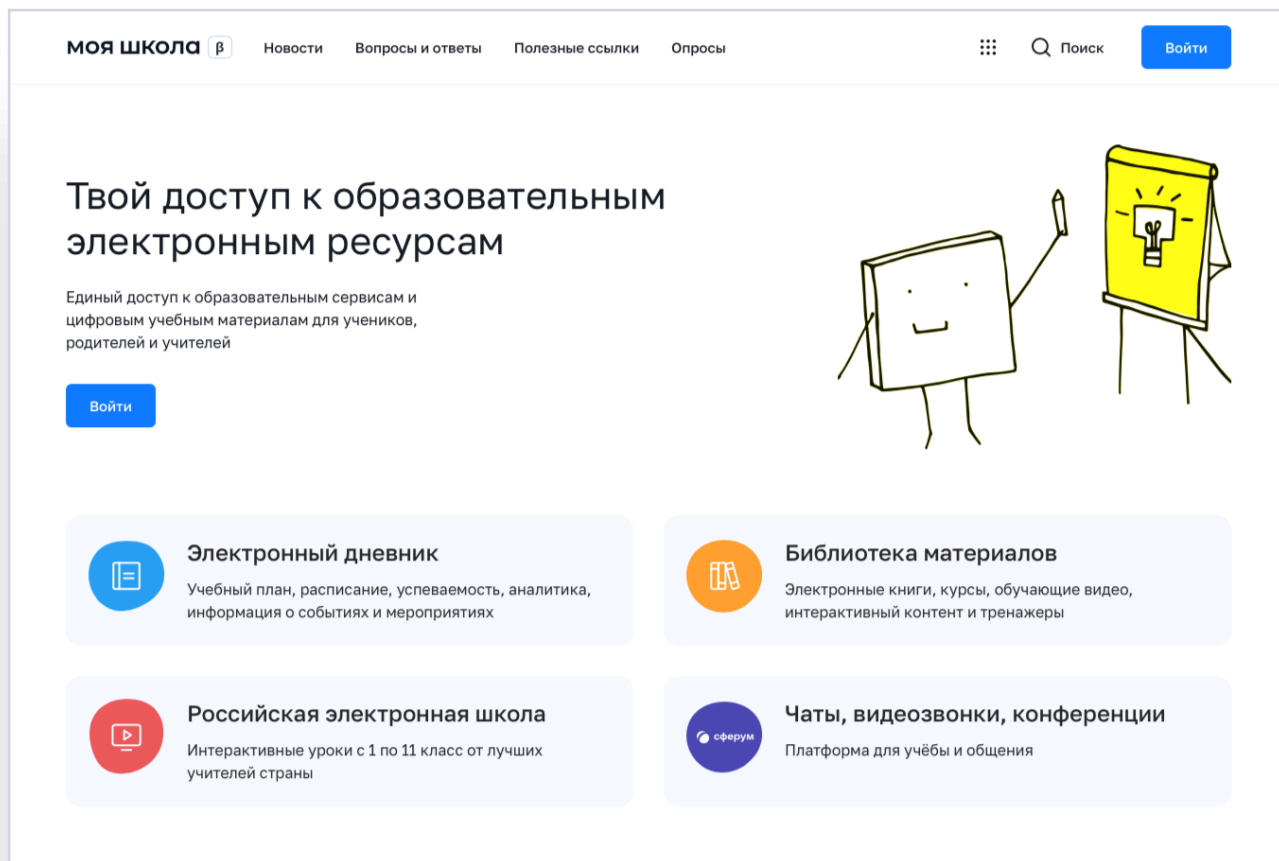 моя школа β
Новости
Вопросы и ответы
Полезные ссылки
Опросы
Поиск
Войти
Твой доступ к образовательным
электронным ресурсам
Единый доступ к образовательным сервисам и
цифровым учебным материалам для учеников,
родителей и учителей
Войти
Электронный дневник
Учебный план, расписание, успеваемость, аналитика,
информация о событиях и мероприятиях
Библиотека материалов
Электронные книги, курсы, обучающие видео,
интерактивный контент и тренажеры
Российская электронная школа
Интерактивные уроки с 1 по 11 класс от лучших
учителей страны
сферум
Чаты, видеозвонки, конференции
Платформа для учёбы и общения